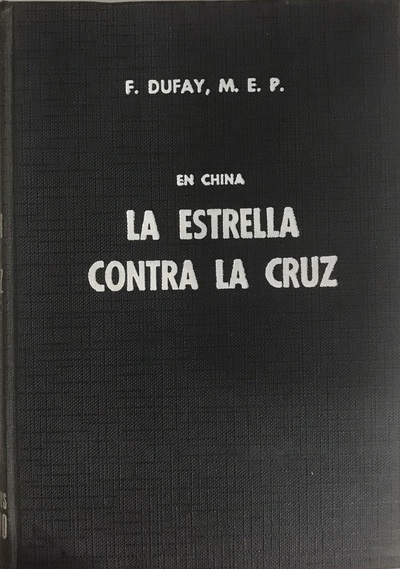 F. DUFAY, M. E. P.
EN CHINA
LA ESTRELLA
CONTRA LA CRUZ